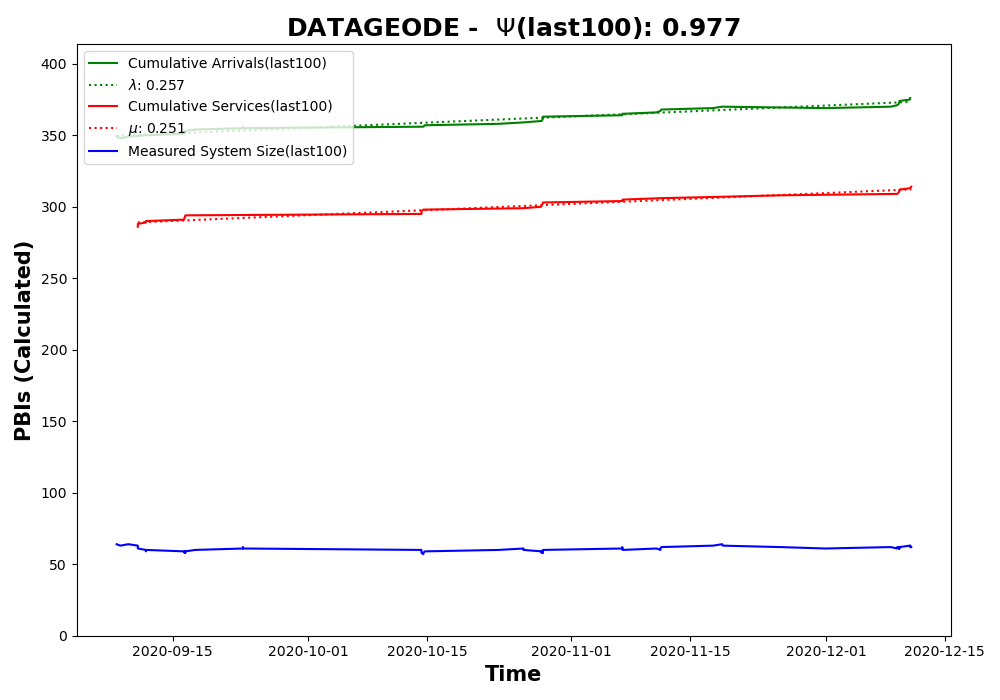 DATAGEODE - Ψ(last100): 0.977
Cumulative Arrivals(last100)
λ: 0.257
Cumulative Services(last100)
μ: 0.251
Measured System Size(last100)
PBIs (Calculated)
400
350
300
250
200
150
100
50
0
2020-09-15 2020-10-01 2020-10-15 2020-11-01 2020-11-15 2020-12-01 2020-12-15
Time